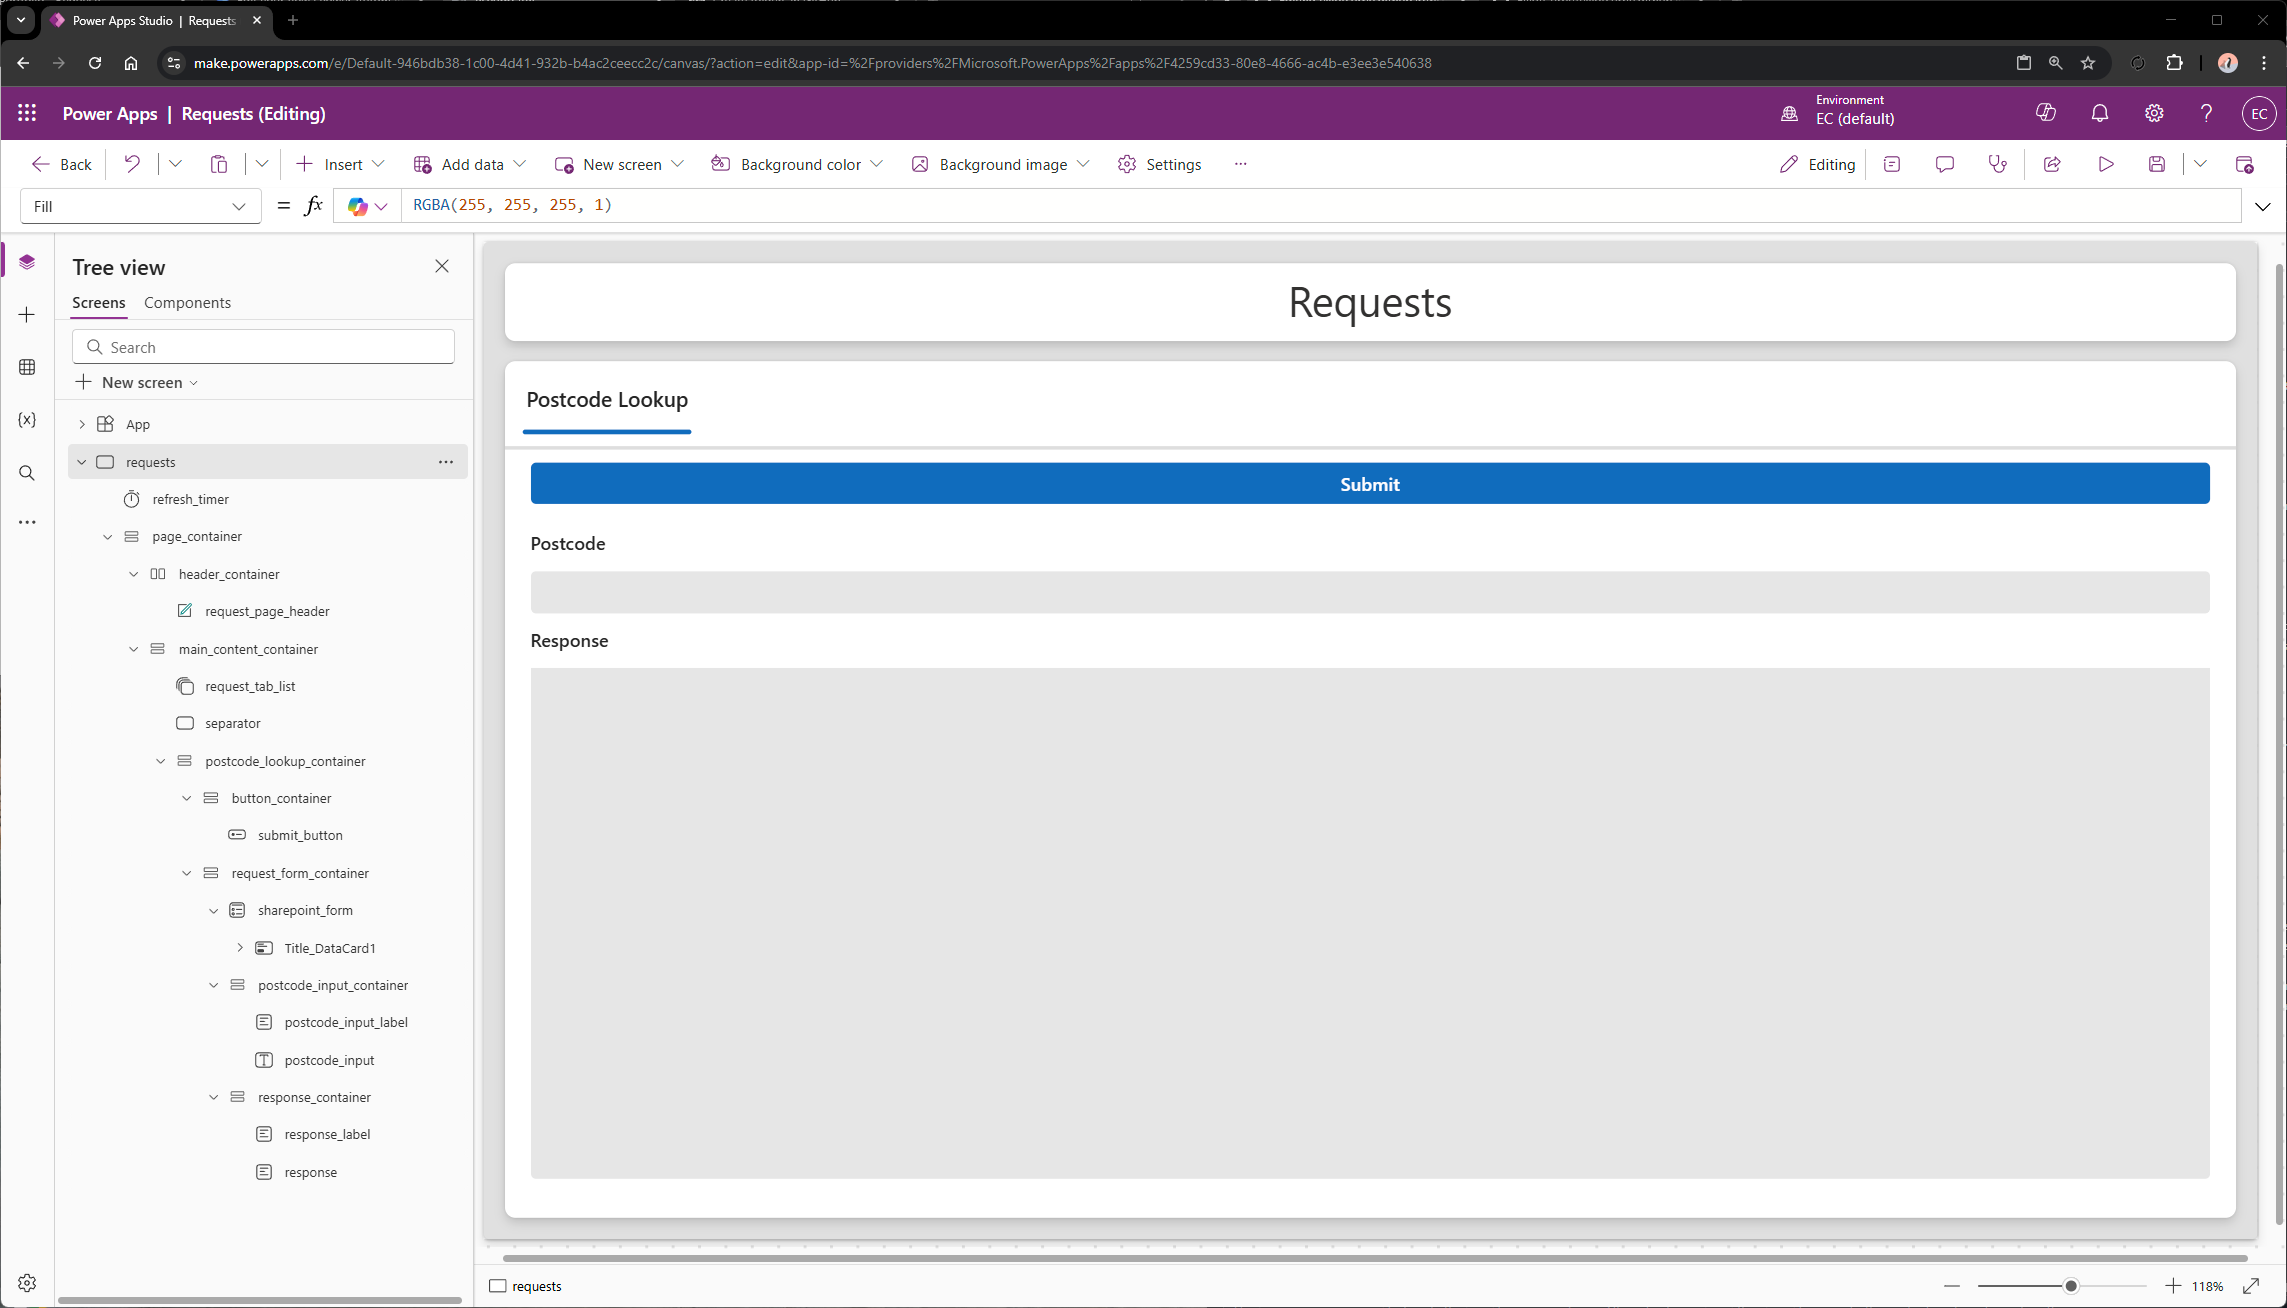 Power Apps Studio | Requests
make.powerapps.com/e/Default-946bdb38-1c00-4d41-932b-b4ac2ceecc2c/canvas/?action=edit&app-id=%2Fproviders%2FMicrosoft.PowerApps%2Fapps%2F4259cd33-80e8-4666-ac4b-e3ee3e540638
Power Apps | Requests (Editing)
Environment
EC (default)
EC
Back
Insert
Add data
New screen
Background color
Background image
Settings
Editing
Fill
= fx
RGBA(255, 255, 255, 1)
Tree view
Screens
Components
Search
New screen
App
requests
refresh_timer
page_container
header_container
request_page_header
main_content_container
request_tab_list
separator
postcode_lookup_container
button_container
submit_button
request_form_container
sharepoint_form
Title_DataCard1
postcode_input_container
postcode_input_label
postcode_input
response_container
response_label
response
Requests
Postcode Lookup
Submit
Postcode
Response
requests
118%